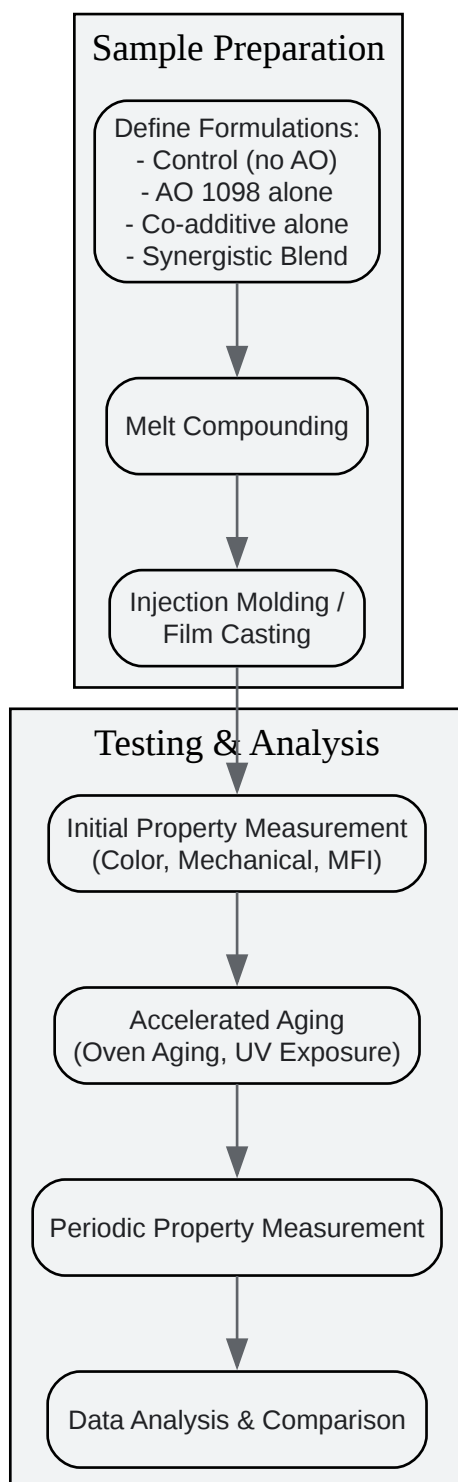 Sample Preparation
Define Formulations:
- Control (no AO)
- AO 1098 alone
- Co-additive alone
- Synergistic Blend
Melt Compounding
Injection Molding /
Film Casting
Testing & Analysis
Initial Property Measurement
(Color, Mechanical, MFI)
Accelerated Aging
(Oven Aging, UV Exposure)
Periodic Property Measurement
Data Analysis & Comparison